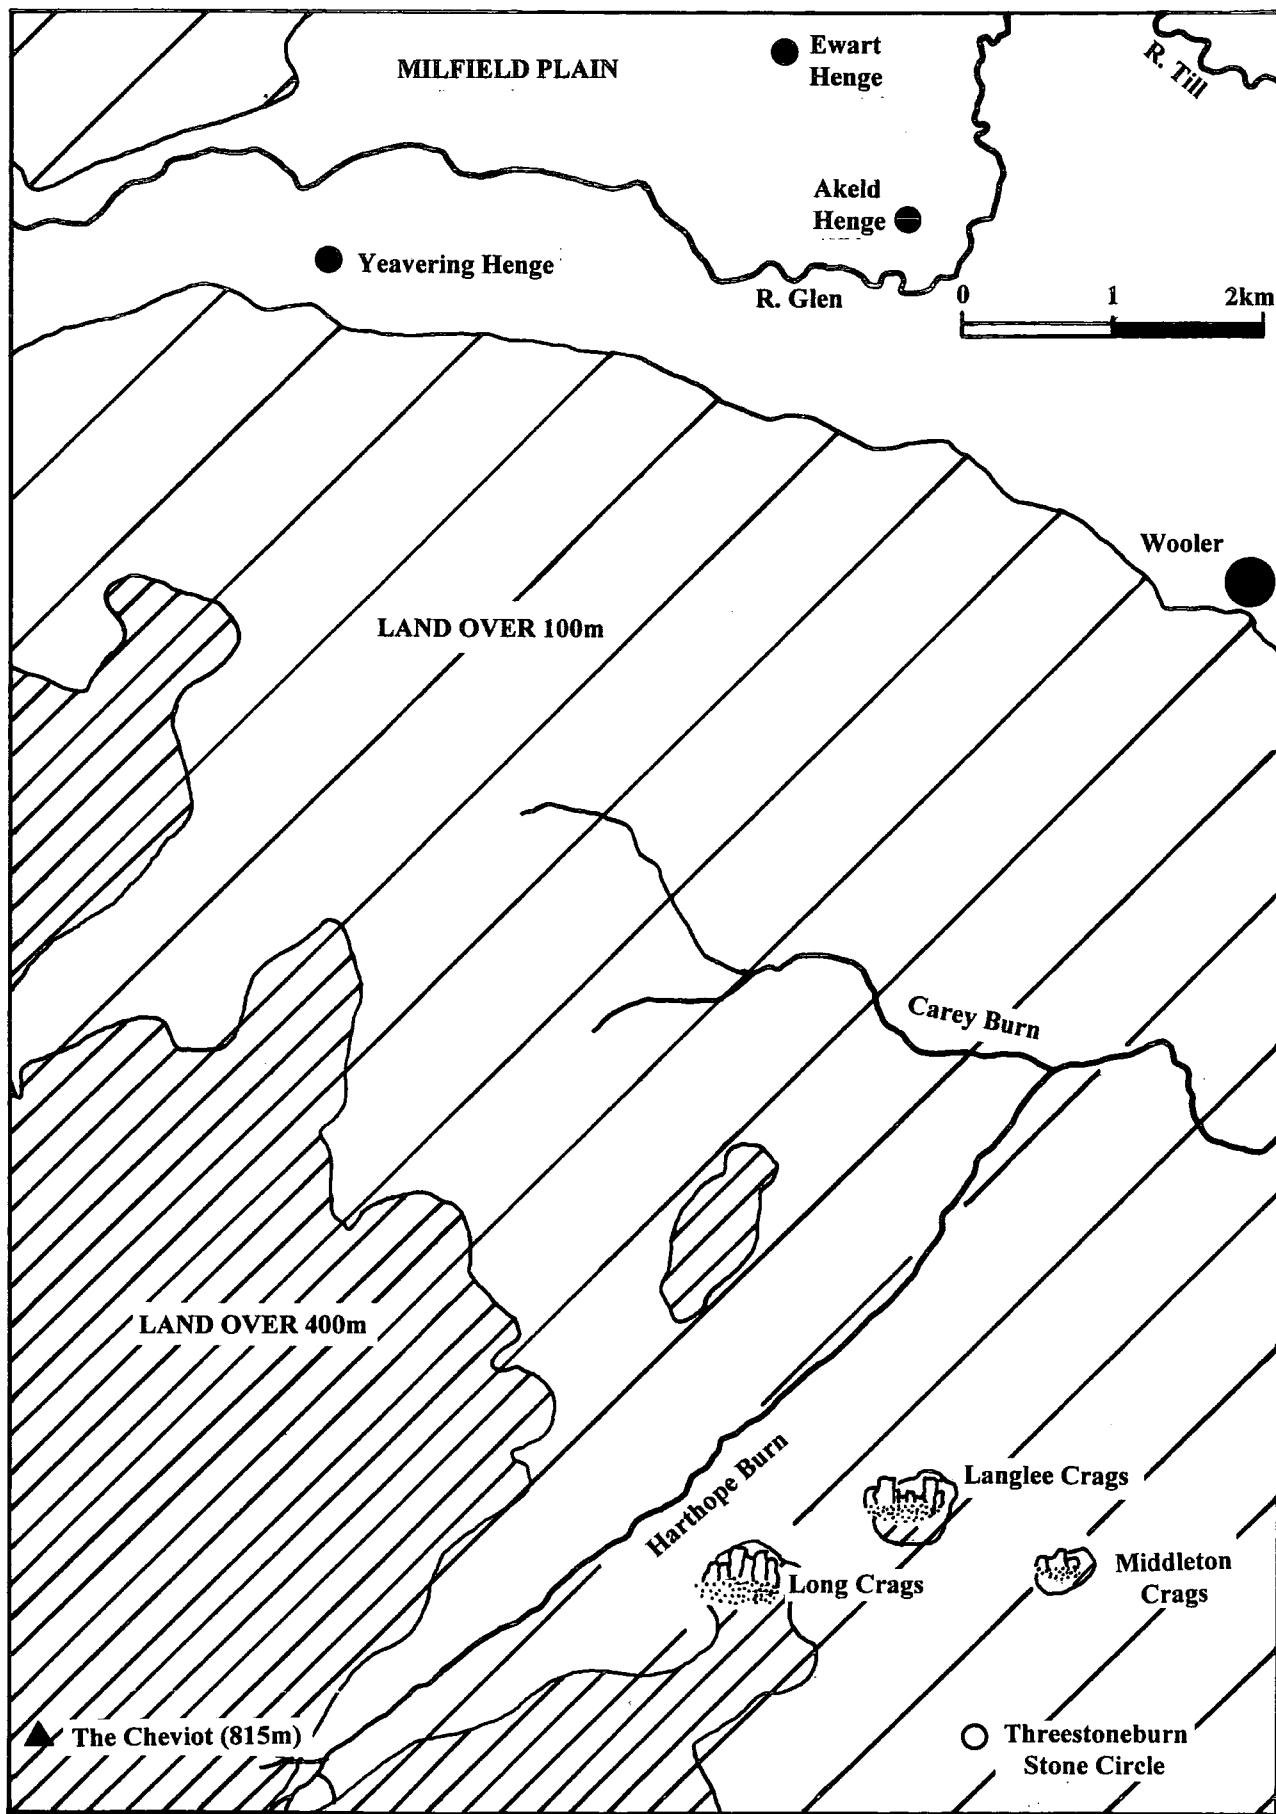 Ewart
Henge
MILFIELD PLAIN
R. Till
Akeld
Henge
Yeavering Henge
R. Glen
0 1 2km
Wooler
LAND OVER 100m
Carey Burn
LAND OVER 400m
Harthope Burn
Langlee Crags
Long Crags
Middleton
Crags
The Cheviot (815m)
Threestoneburn
Stone Circle